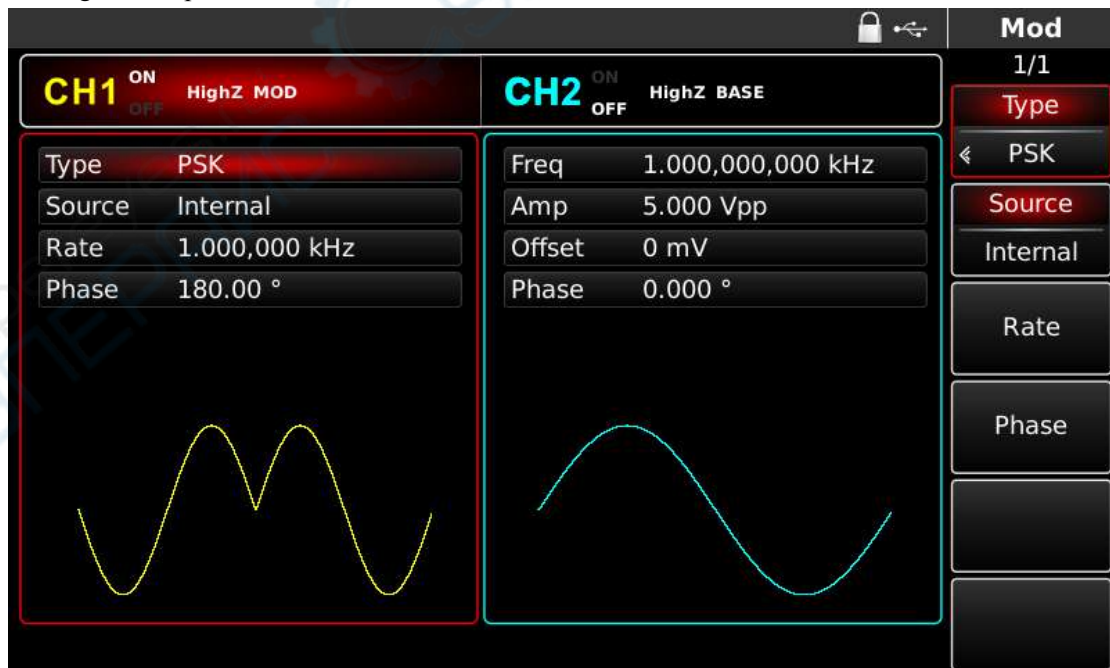 Mod
1/1
CH1 ON OFF HighZ MOD
CH2 ON OFF HighZ BASE
Type PSK
Source Internal
Rate 1.000,000 kHz
Phase 180.00 °
Freq 1.000,000,000 kHz
Amp 5.000 Vpp
Offset 0 mV
Phase 0.000 °
Type
PSK
Source
Internal
Rate
Phase